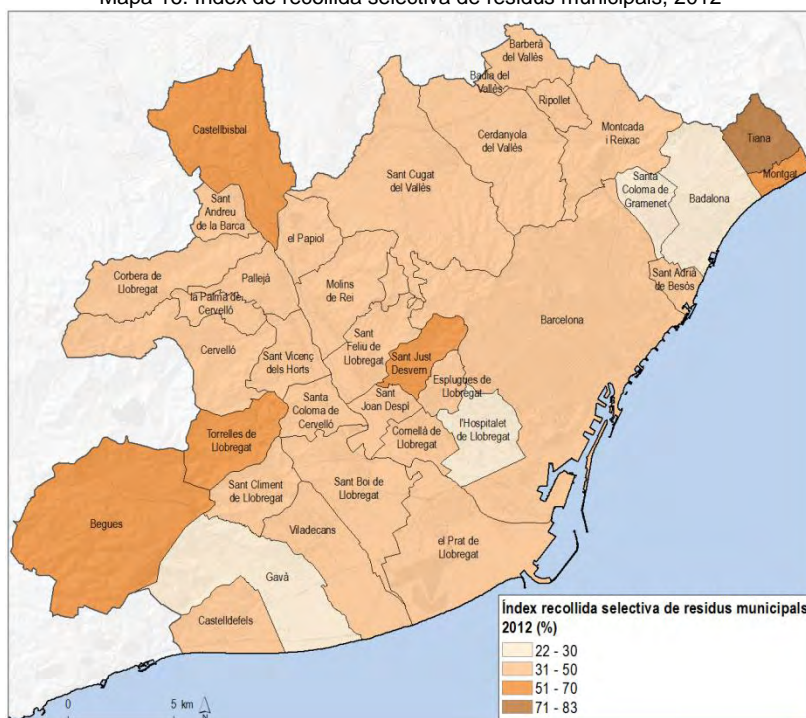 Mapa 13. Índex de recollida selectiva de residus municipals, 2012
Barberà
del Vallès
Badia del
Vallès
Ripollet
Castellbisbal
Cerdanyola
del Vallès
Montcada
i Reixac
Tiana
Montgat
Sant Cugat
del Vallès
Santa
Coloma de
Gramenet
Badalona
Sant
Andreu de
la Barca
el Papiol
Corbera de
Llobregat
Pallejà
Molins
de Rei
Sant Adrià
de Besòs
la Palma de
Cervelló
Barcelona
Cervelló
Sant
Feliu de
Llobregat
Sant Vicenç
dels Horts
Sant Just
Desvern
Esplugues de
Llobregat
Santa
Coloma de
Cervelló
Sant
Joan Despí
l'Hospitalet
de Llobregat
Torrelles de
Llobregat
Cornellà de
Llobregat
Sant Climent
de Llobregat
Sant Boi de
Llobregat
Begues
Viladecans
el Prat de
Llobregat
Gavà
Castelldefels
Índex recollida selectiva de residus municipals
2012 (%)
22 - 30
31 - 50
51 - 70
71 - 83
0 5 km
N